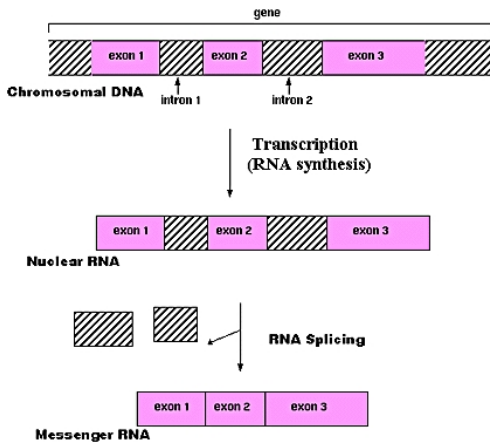 gene
exon 1 exon 2 exon 3
Chromosomal DNA
intron 1 intron 2
Transcription
(RNA synthesis)
exon 1 exon 2 exon 3
Nuclear RNA
RNA Splicing
exon 1 exon 2 exon 3
Messenger RNA